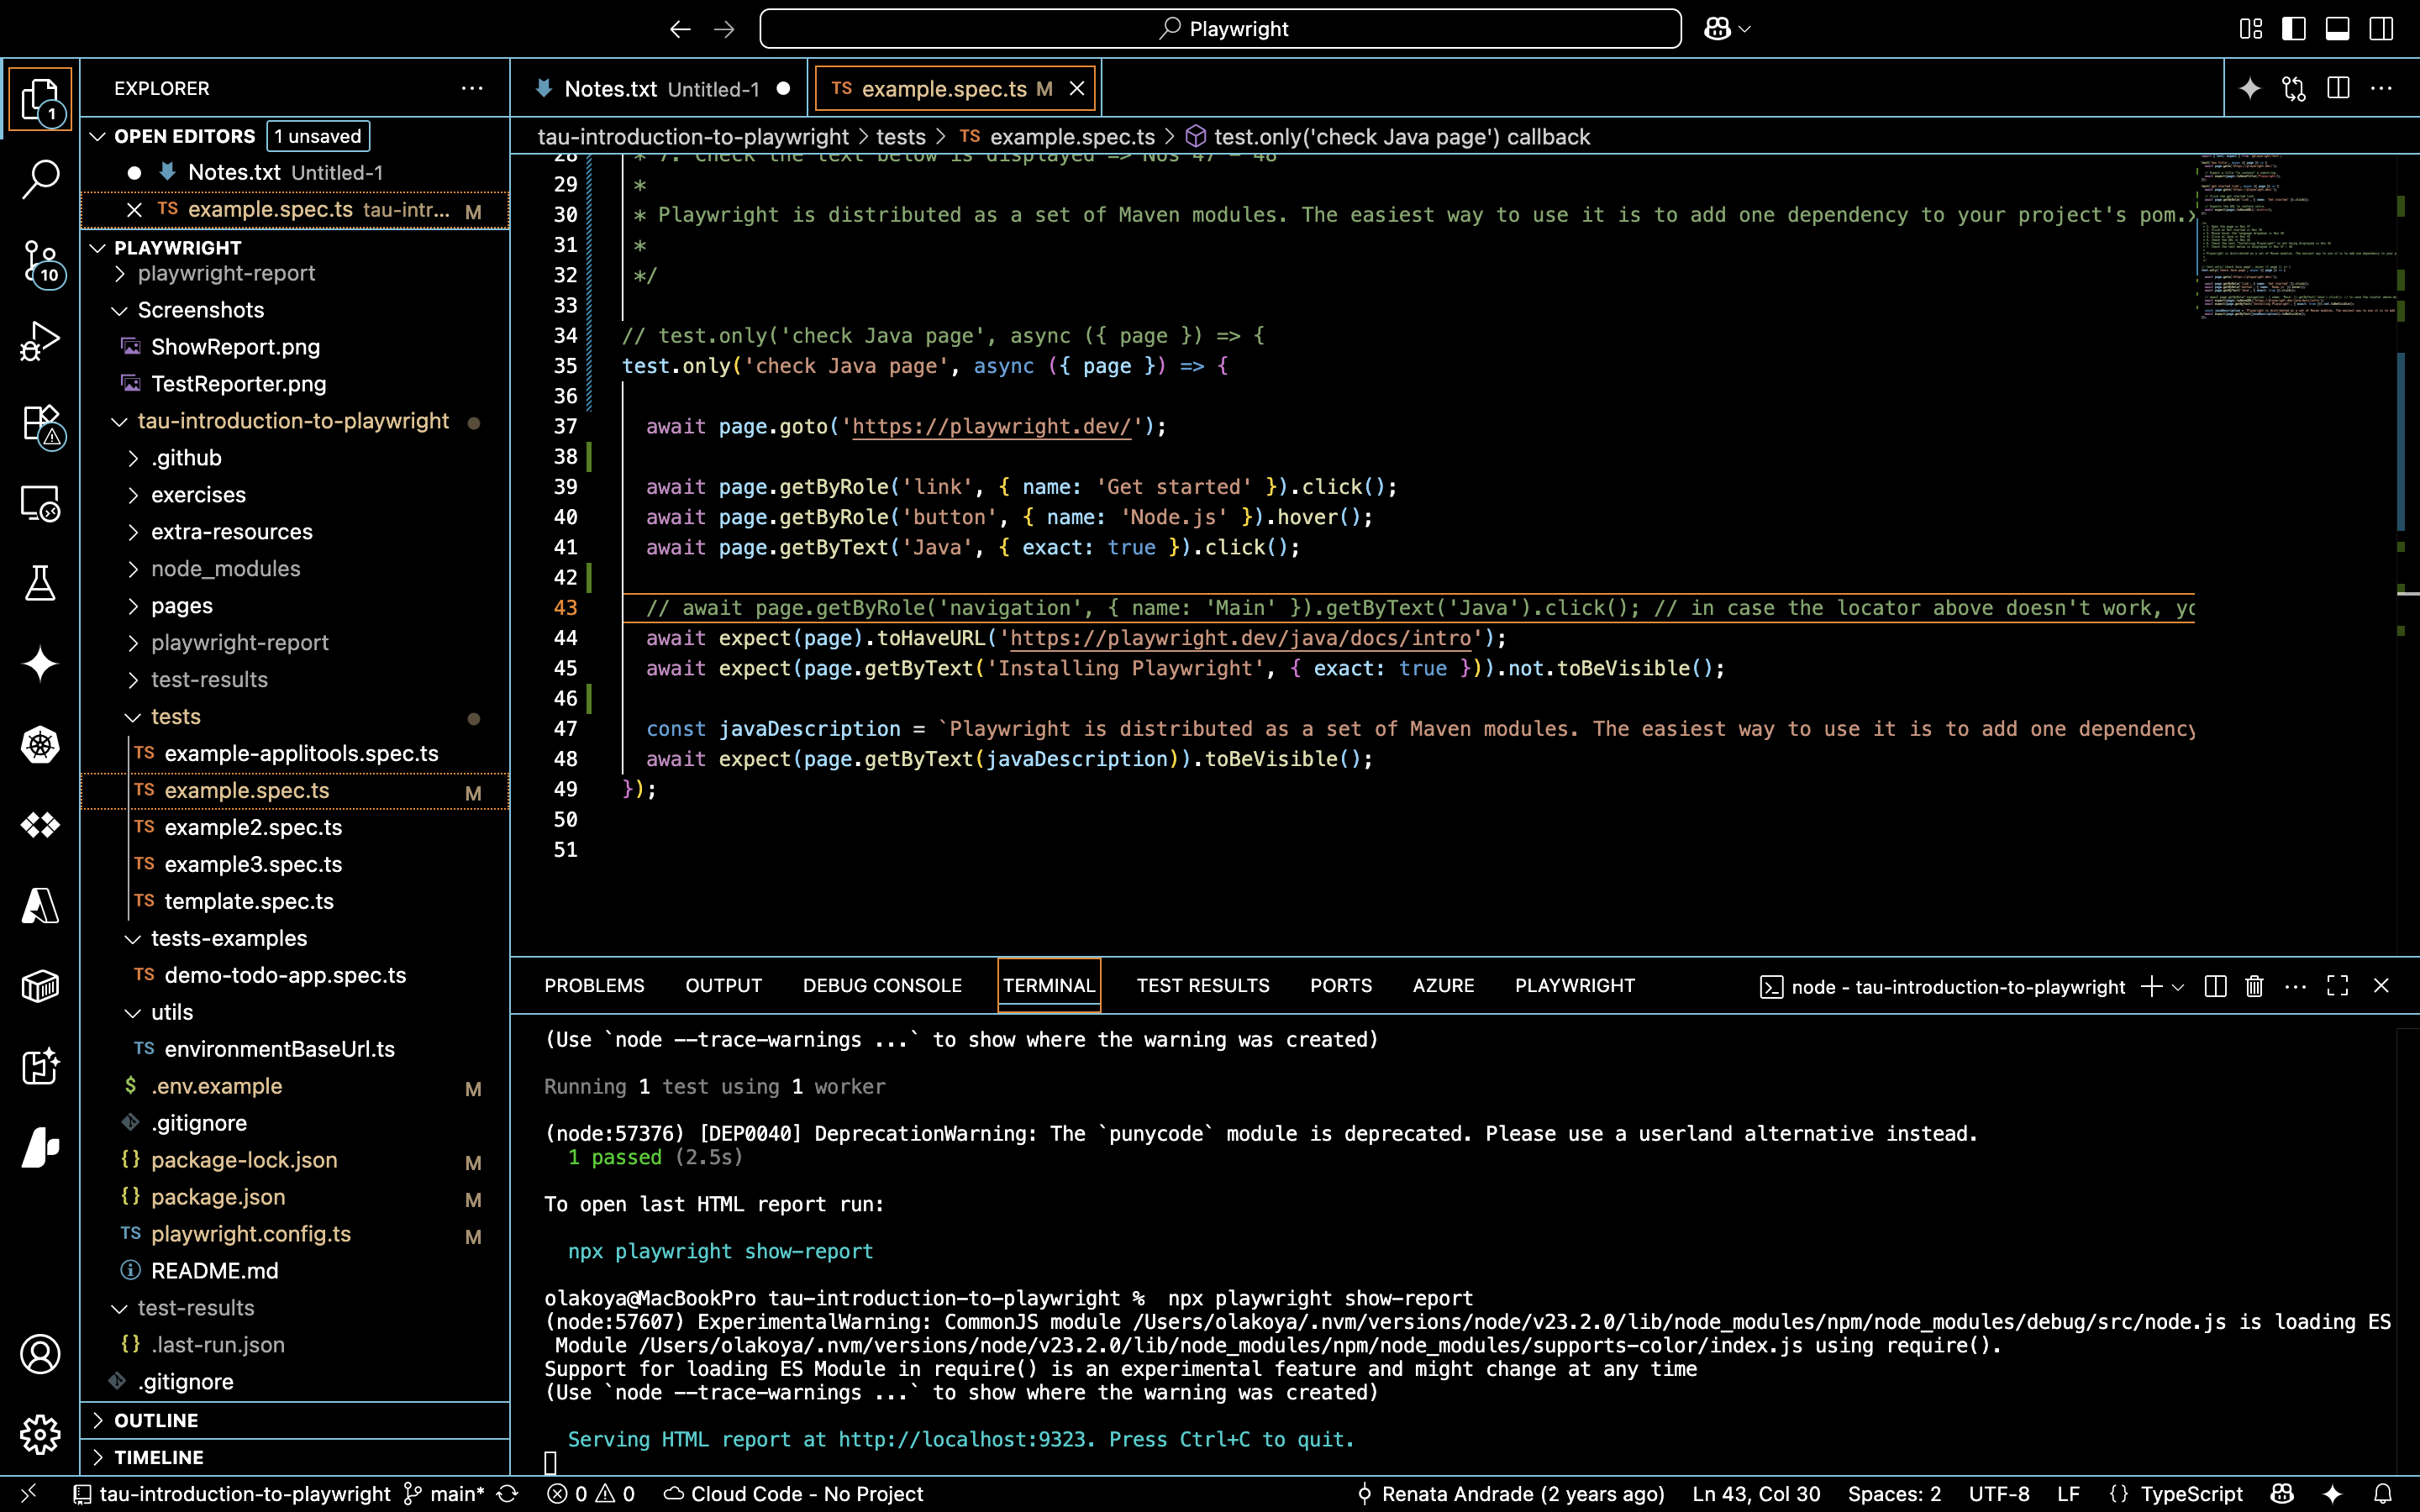 Playwright
EXPLORER
OPEN EDITORS 1 unsaved
Notes.txt Untitled-1
TS example.spec.ts tau-intr... M
PLAYWRIGHT
playwright-report
Screenshots
ShowReport.png
TestReporter.png
tau-introduction-to-playwright
.github
exercises
extra-resources
node_modules
pages
playwright-report
test-results
tests
TS example-applitools.spec.ts
TS example.spec.ts M
TS example2.spec.ts
TS example3.spec.ts
TS template.spec.ts
tests-examples
TS demo-todo-app.spec.ts
utils
TS environmentBaseUrl.ts
$ .env.example M
.gitignore
{} package-lock.json M
{} package.json M
TS playwright.config.ts M
README.md
test-results
{} .last-run.json
.gitignore
OUTLINE
TIMELINE
1
10
Notes.txt Untitled-1
TS example.spec.ts M
tau-introduction-to-playwright > tests > TS example.spec.ts > test.only('check Java page') callback
28 * 7. Check the text below is displayed => Nos 47 - 48
29 *
30 * Playwright is distributed as a set of Maven modules. The easiest way to use it is to add one dependency to your project's pom.x
31 *
32 */
33
34 // test.only('check Java page', async ({ page }) => {
35 test.only('check Java page', async ({ page }) => {
36
37 await page.goto('https://playwright.dev/');
38
39 await page.getByRole('link', { name: 'Get started' }).click();
40 await page.getByRole('button', { name: 'Node.js' }).hover();
41 await page.getByText('Java', { exact: true }).click();
42
43 // await page.getByRole('navigation', { name: 'Main' }).getByText('Java').click(); // in case the locator above doesn't work, yo
44 await expect(page).toHaveURL('https://playwright.dev/java/docs/intro');
45 await expect(page.getByText('Installing Playwright', { exact: true })).not.toBeVisible();
46
47 const javaDescription = `Playwright is distributed as a set of Maven modules. The easiest way to use it is to add one dependency
48 await expect(page.getByText(javaDescription)).toBeVisible();
49 });
50
51
PROBLEMS OUTPUT DEBUG CONSOLE TERMINAL TEST RESULTS PORTS AZURE PLAYWRIGHT
node - tau-introduction-to-playwright
(Use `node --trace-warnings ...` to show where the warning was created)
Running 1 test using 1 worker
(node:57376) [DEP0040] DeprecationWarning: The `punycode` module is deprecated. Please use a userland alternative instead.
1 passed (2.5s)
To open last HTML report run:
npx playwright show-report
olakoya@MacBookPro tau-introduction-to-playwright % npx playwright show-report
(node:57607) ExperimentalWarning: CommonJS module /Users/olakoya/.nvm/versions/node/v23.2.0/lib/node_modules/npm/node_modules/debug/src/node.js is loading ES
Module /Users/olakoya/.nvm/versions/node/v23.2.0/lib/node_modules/npm/node_modules/supports-color/index.js using require().
Support for loading ES Module in require() is an experimental feature and might change at any time
(Use `node --trace-warnings ...` to show where the warning was created)
Serving HTML report at http://localhost:9323. Press Ctrl+C to quit.
tau-introduction-to-playwright main* 0 0 Cloud Code - No Project
Renata Andrade (2 years ago) Ln 43, Col 30 Spaces: 2 UTF-8 LF {} TypeScript